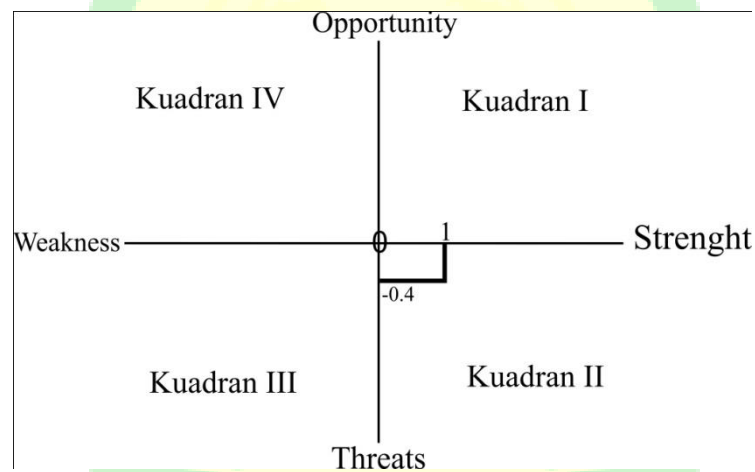 Opportunity
Kuadran IV
Kuadran I
Weakness
0
1
Strenght
-0.4
Kuadran III
Kuadran II
Threats